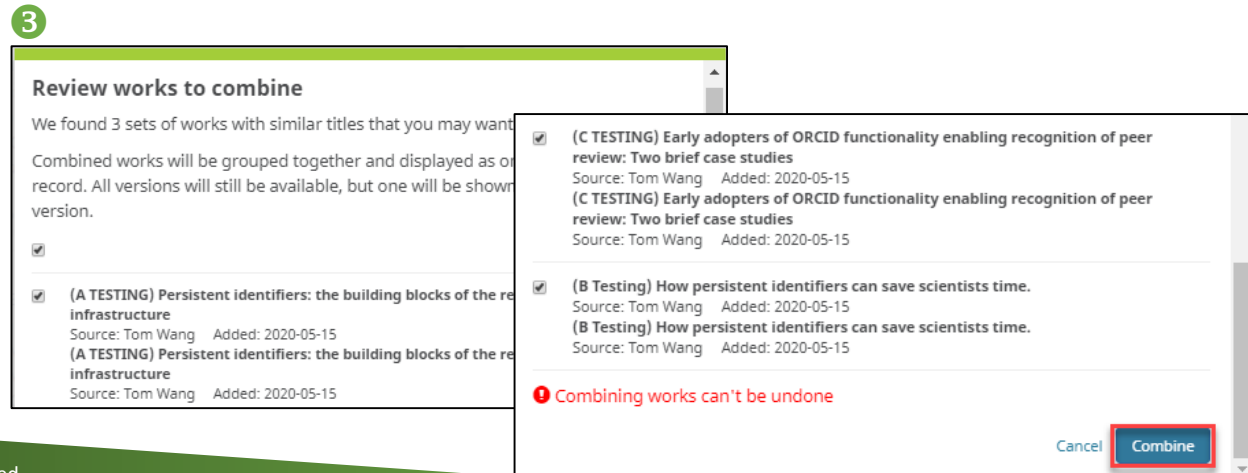 3
Review works to combine
We found 3 sets of works with similar titles that you may want
Combined works will be grouped together and displayed as
record. All versions will still be available, but one will be shown
version.
(A TESTING) Persistent identifiers: the building blocks of the
infrastructure
Source: Tom Wang Added: 2020-05-15
(A TESTING) Persistent identifiers: the building blocks of the
infrastructure
Source: Tom Wang Added: 2020-05-15
(C TESTING) Early adopters of ORCID functionality enabling recognition of peer
review: Two brief case studies
Source: Tom Wang Added: 2020-05-15
(C TESTING) Early adopters of ORCID functionality enabling recognition of peer
review: Two brief case studies
Source: Tom Wang Added: 2020-05-15
(B Testing) How persistent identifiers can save scientists time.
Source: Tom Wang Added: 2020-05-15
(B Testing) How persistent identifiers can save scientists time.
Source: Tom Wang Added: 2020-05-15
Combining works can't be undone
Cancel Combine